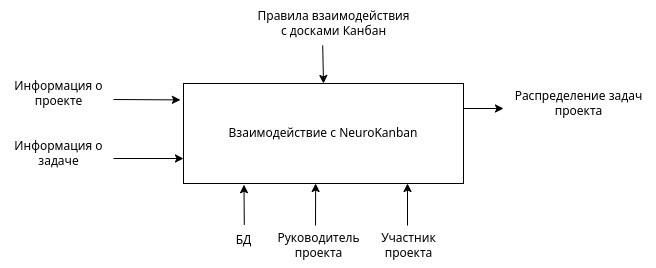 Правила взаимодействия
с досками Канбан
Информация о
проекте
Распределение задач
проекта
Взаимодействие с NeuroKanban
Информация о
задаче
БД
Руководитель
проекта
Участник
проекта